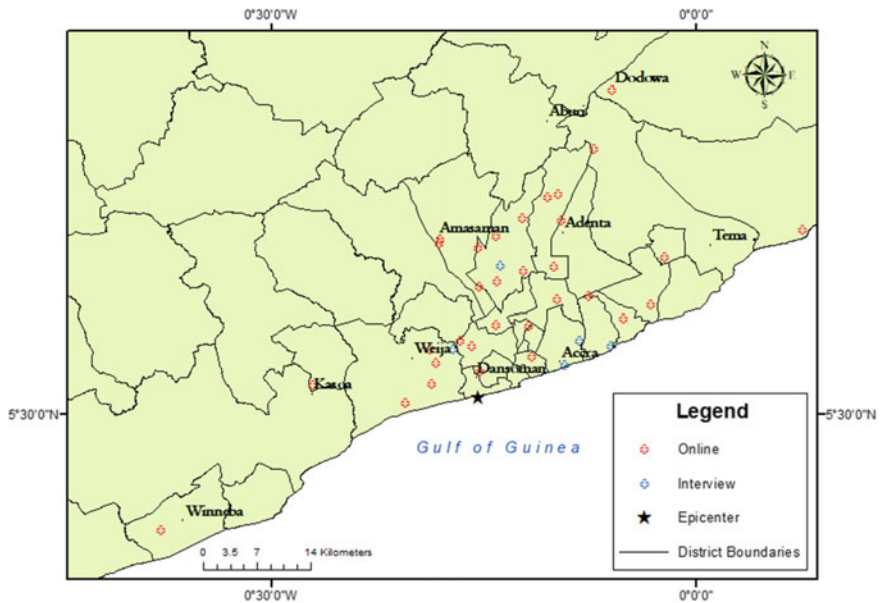 0°30'0"W 0°0'0"
N
W E
S
Dodowa
Aburi
Amasaman
Adenta
Tema
Weija
Accra
Dansoman
Kasoa
5°30'0"N 5°30'0"N
Gulf of Guinea
Winneba
0 3.5 7 14 Kilometers
Legend
Online
Interview
Epicenter
District Boundaries
0°30'0"W 0°0'0"